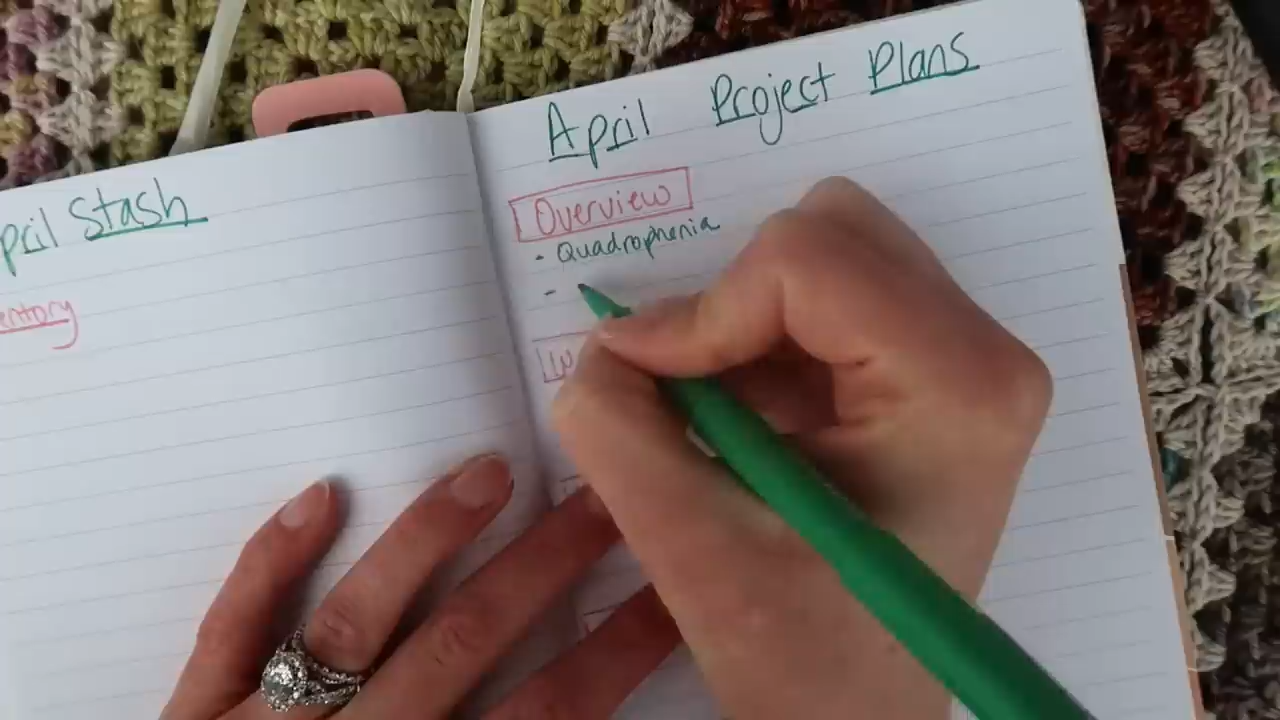 pril Stash
entory
April Project Plans
Overview
- Quadrophenia
-